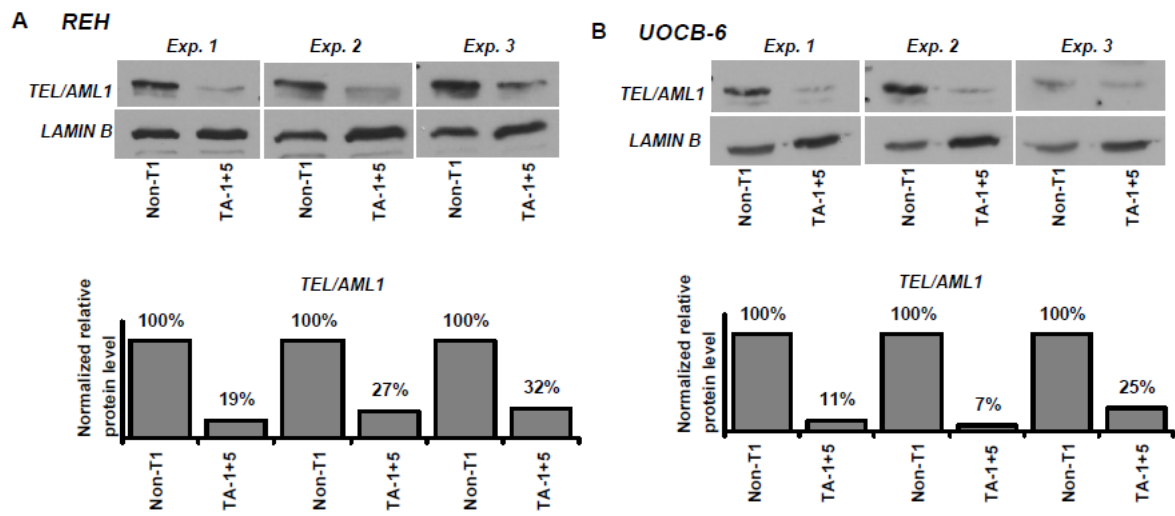 A REH
Exp. 1 Exp. 2 Exp. 3
TEL/AML1
LAMIN B
Non-T1 TA-1+5 Non-T1 TA-1+5 Non-T1 TA-1+5
TEL/AML1
Normalized relative
protein level
100% 19% 100% 27% 100% 32%
Non-T1 TA-1+5 Non-T1 TA-1+5 Non-T1 TA-1+5
B UOCB-6
Exp. 1 Exp. 2 Exp. 3
TEL/AML1
LAMIN B
Non-T1 TA-1+5 Non-T1 TA-1+5 Non-T1 TA-1+5
TEL/AML1
Normalized relative
protein level
100% 11% 100% 7% 100% 25%
Non-T1 TA-1+5 Non-T1 TA-1+5 Non-T1 TA-1+5